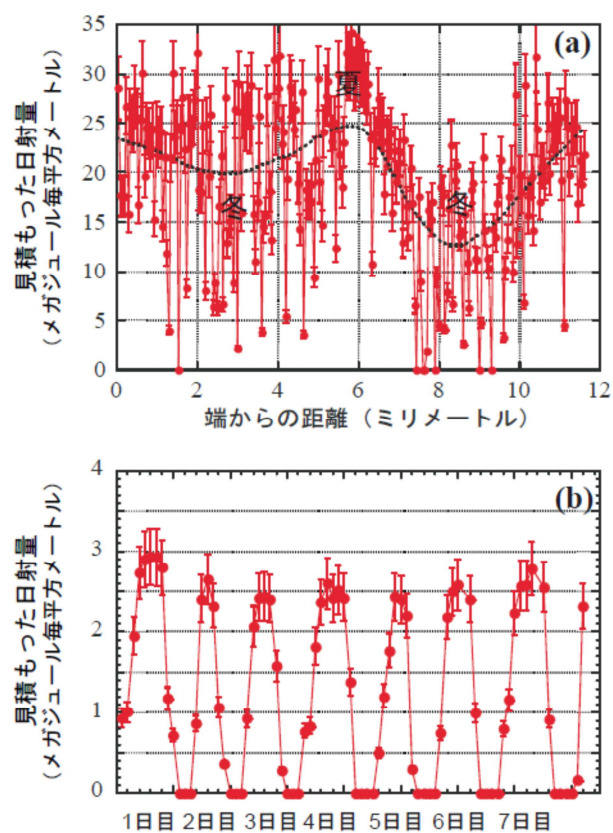 (a)
見積もった日射量
(メガジュール毎平方メートル)
35
30
25
20
15
10
5
0
夏
冬
冬
0 2 4 6 8 10 12
端からの距離(ミリメートル)
(b)
見積もった日射量
(メガジュール毎平方メートル)
4
3
2
1
0
1日目 2日目 3日目 4日目 5日目 6日目 7日目